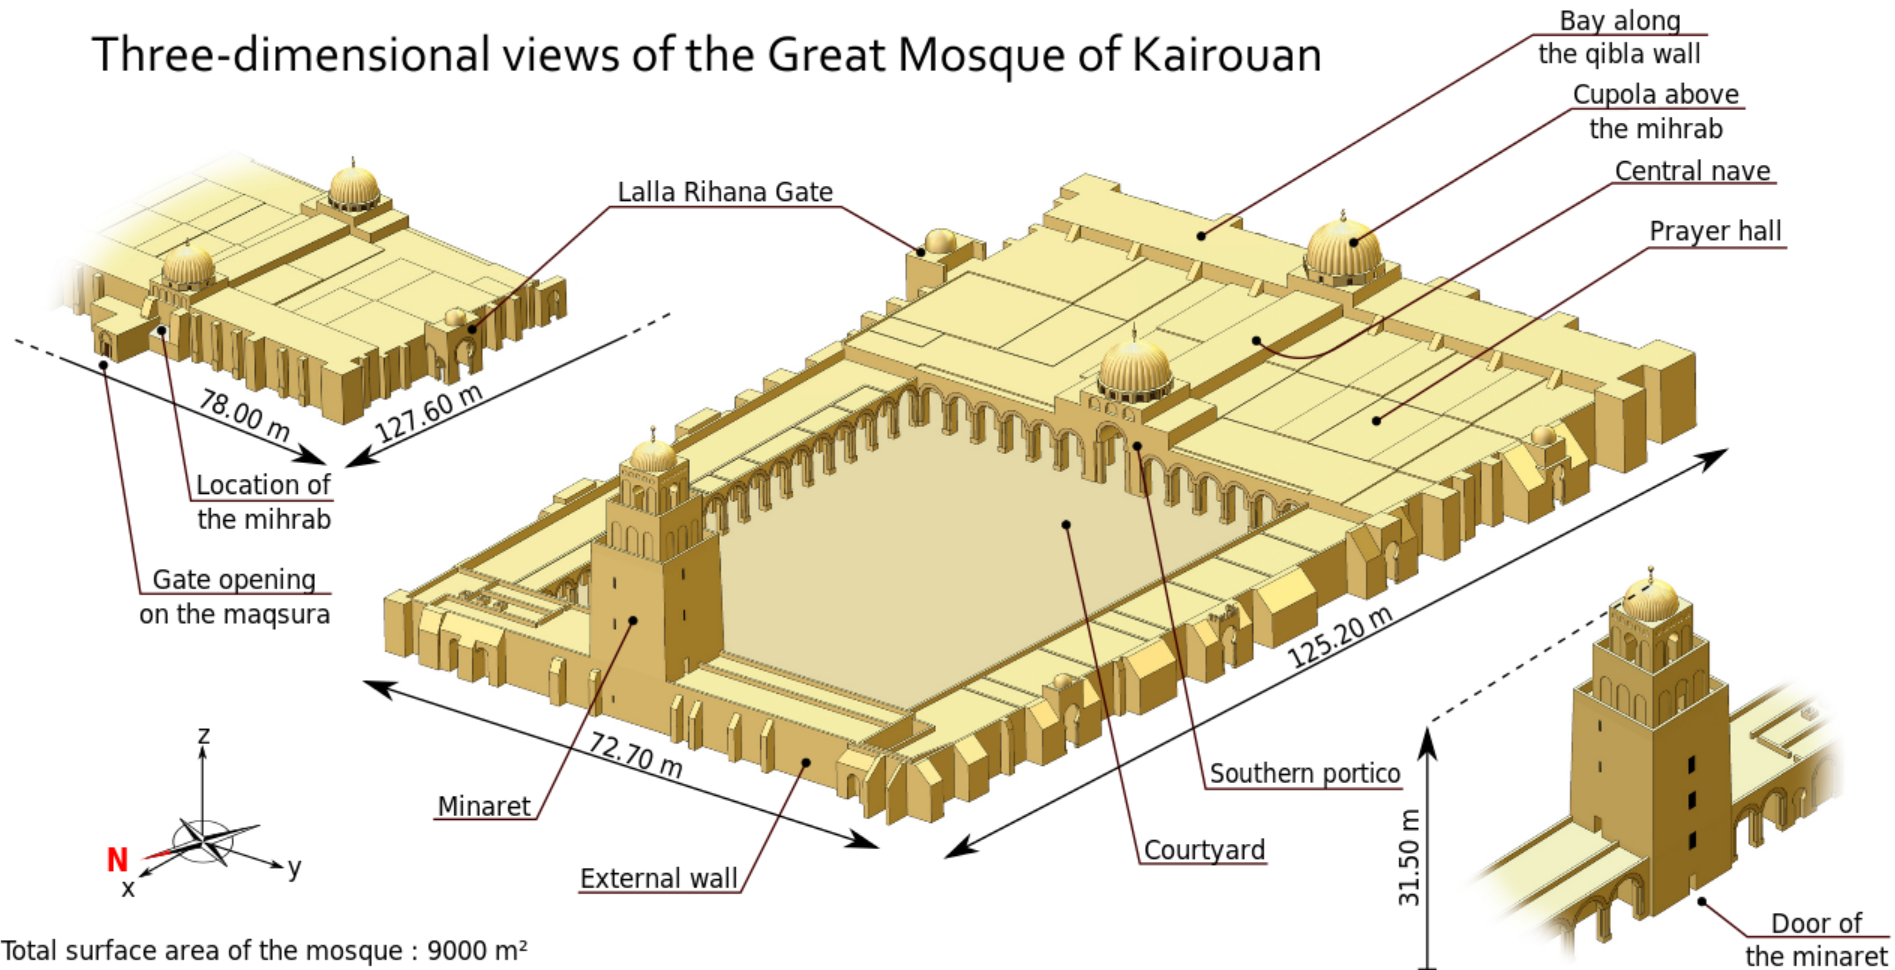 Three-dimensional views of the Great Mosque of Kairouan
Bay along
the qibla wall
Cupola above
the mihrab
Central nave
Prayer hall
Lalla Rihana Gate
78.00 m
127.60 m
Location of
the mihrab
Gate opening
on the maqsura
125.20 m
72.70 m
Southern portico
Minaret
Courtyard
External wall
31.50 m
Door of
the minaret
z
N
x
y
Total surface area of the mosque : 9000 m²